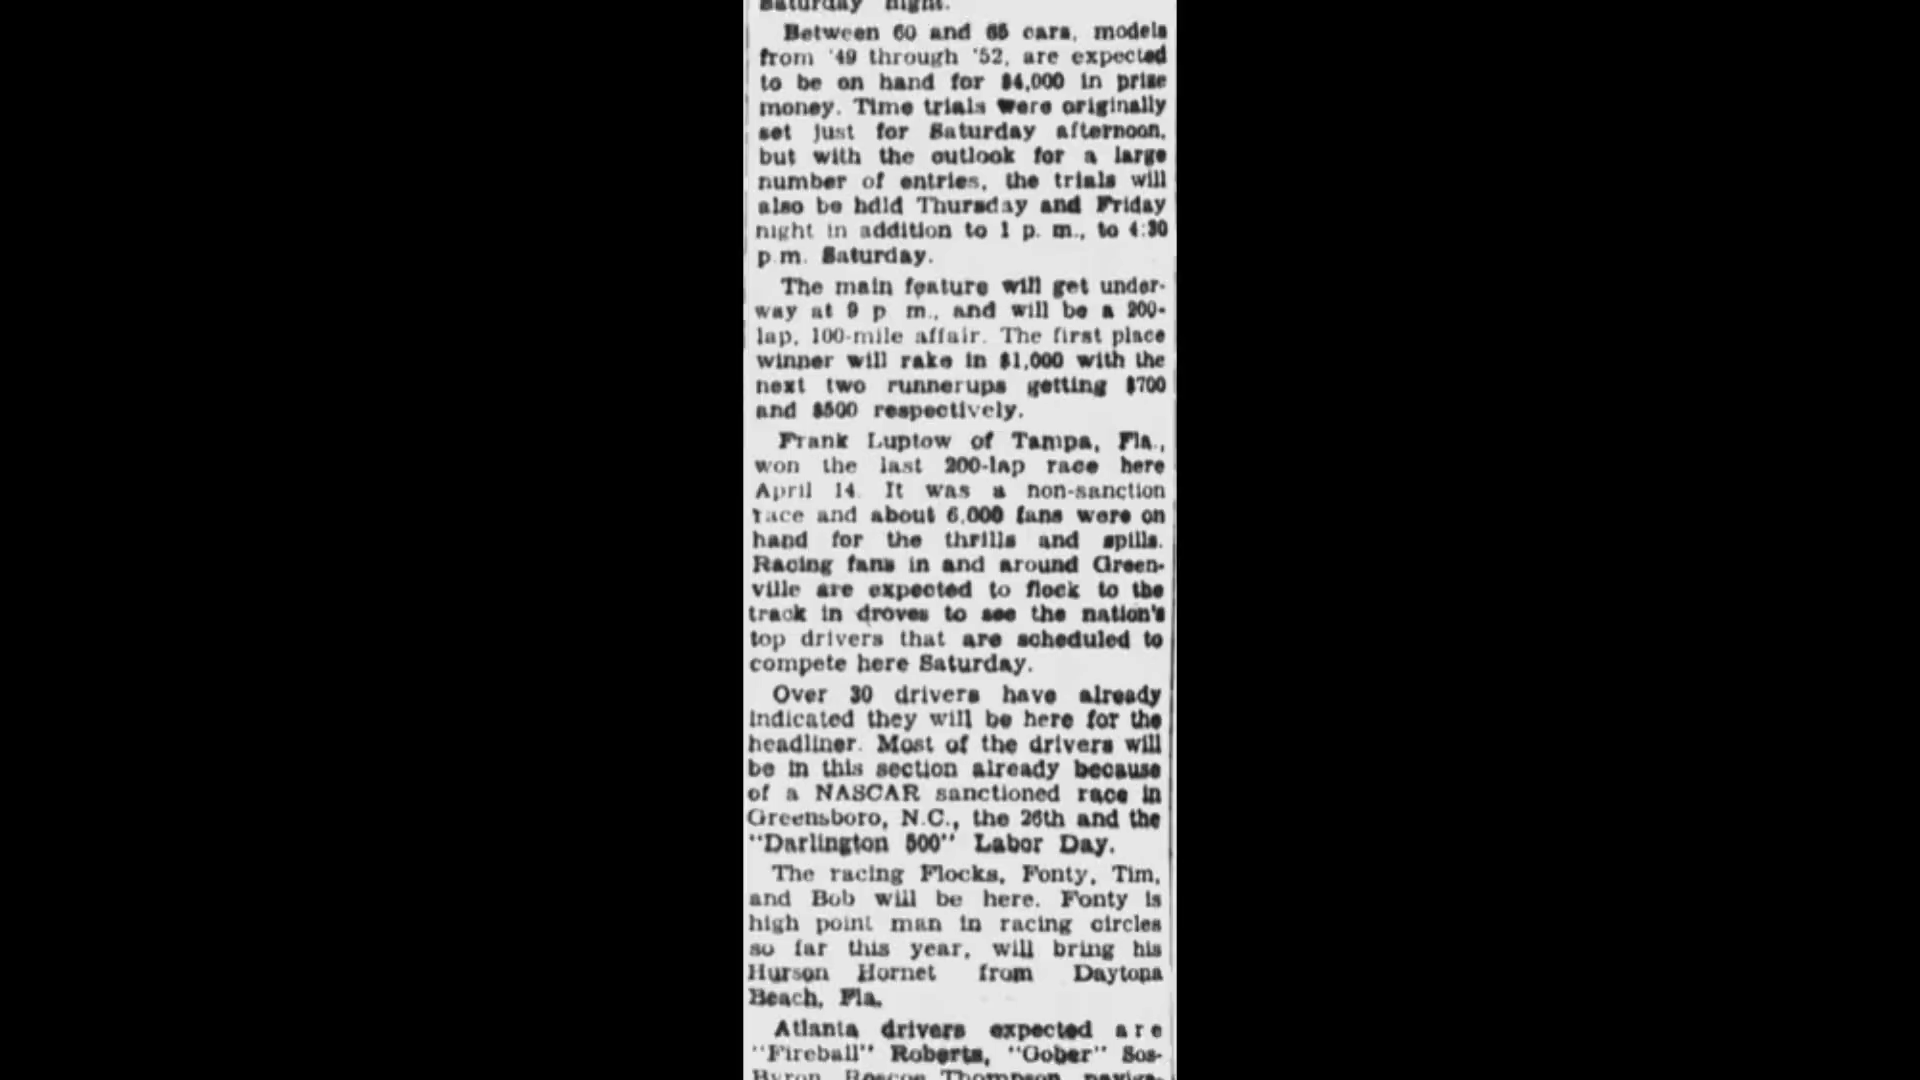 Saturday night.
Between 60 and 65 cars, models
from '49 through '52, are expected
to be on hand for $4,000 in prize
money. Time trials were originally
set just for Saturday afternoon,
but with the outlook for a large
number of entries, the trials will
also be hdld Thursday and Friday
night in addition to 1 p. m., to 4:30
p.m. Saturday.
The main feature will get under-
way at 9 p m., and will be a 200-
lap, 100-mile affair. The first place
winner will rake in $1,000 with the
next two runnerups getting $700
and $500 respectively.
Frank Luptow of Tampa, Fla.,
won the last 200-lap race here
April 14. It was a non-sanction
race and about 6,000 fans were on
hand for the thrills and spills.
Racing fans in and around Green-
ville are expected to flock to the
track in droves to see the nation's
top drivers that are scheduled to
compete here Saturday.
Over 30 drivers have already
indicated they will be here for the
headliner. Most of the drivers will
be in this section already because
of a NASCAR sanctioned race in
Greensboro, N.C., the 26th and the
"Darlington 500" Labor Day.
The racing Flocks, Fonty, Tim,
and Bob will be here. Fonty is
high point man in racing circles
so far this year, will bring his
Hurson Hornet from Daytona
Beach, Fla.
Atlanta drivers expected are
"Fireball" Roberts, "Gober" Sos-
Byron, Roscoe Thompson,